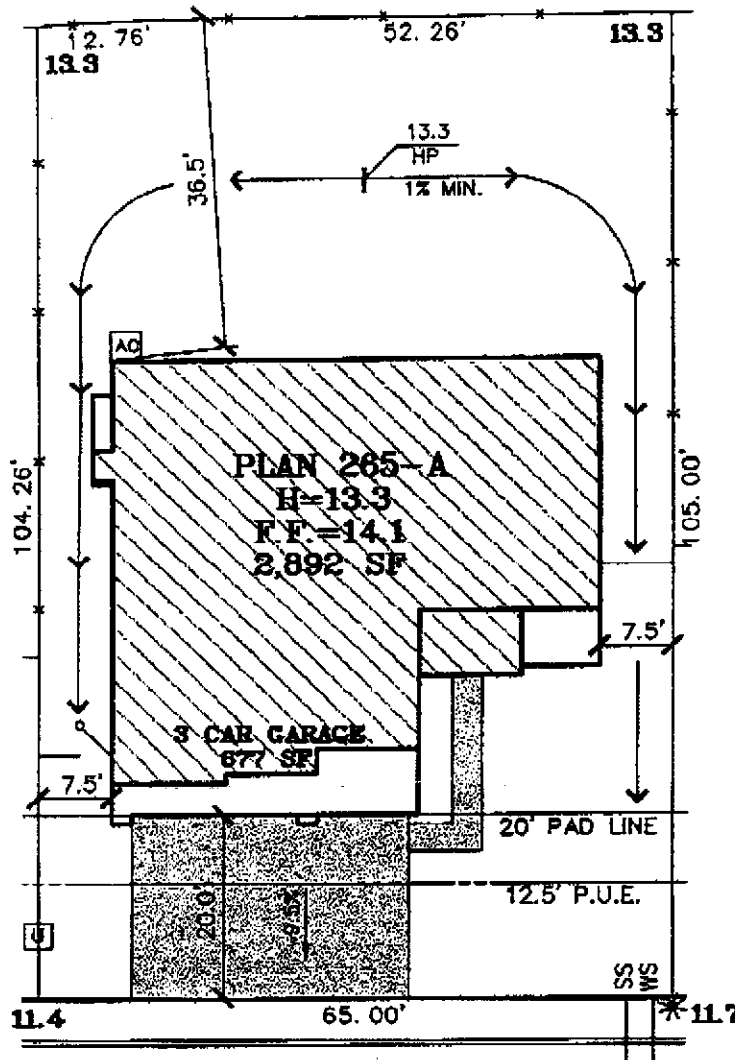 12.76'
52.26'
13.3
13.3
36.5'
13.3
HP
1% MIN.
AC
PLAN 265-A
H=13.3
F.F.=14.1
2,892 SF
104.26'
105.00'
7.5'
3 CAR GARAGE
677 SF
7.5'
20' PAD LINE
12.5' P.U.E.
20.0'
U
SS
WS
11.4
65.00'
11.7